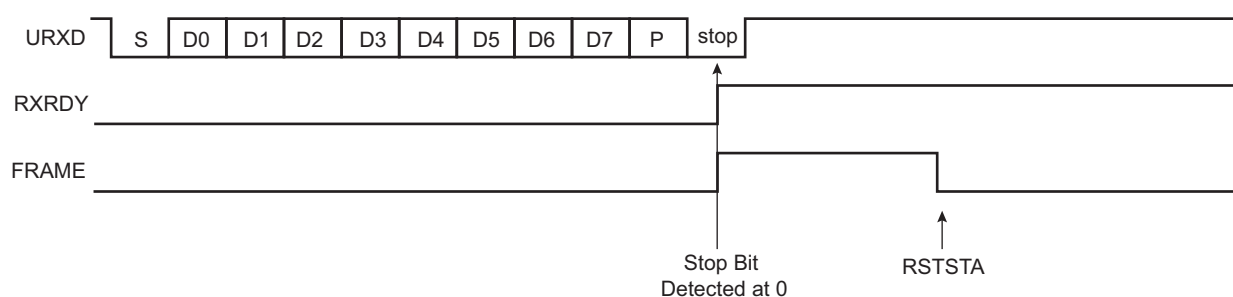 URXD S D0 D1 D2 D3 D4 D5 D6 D7 P stop
RXRDY
FRAME
Stop Bit
Detected at 0
RSTSTA